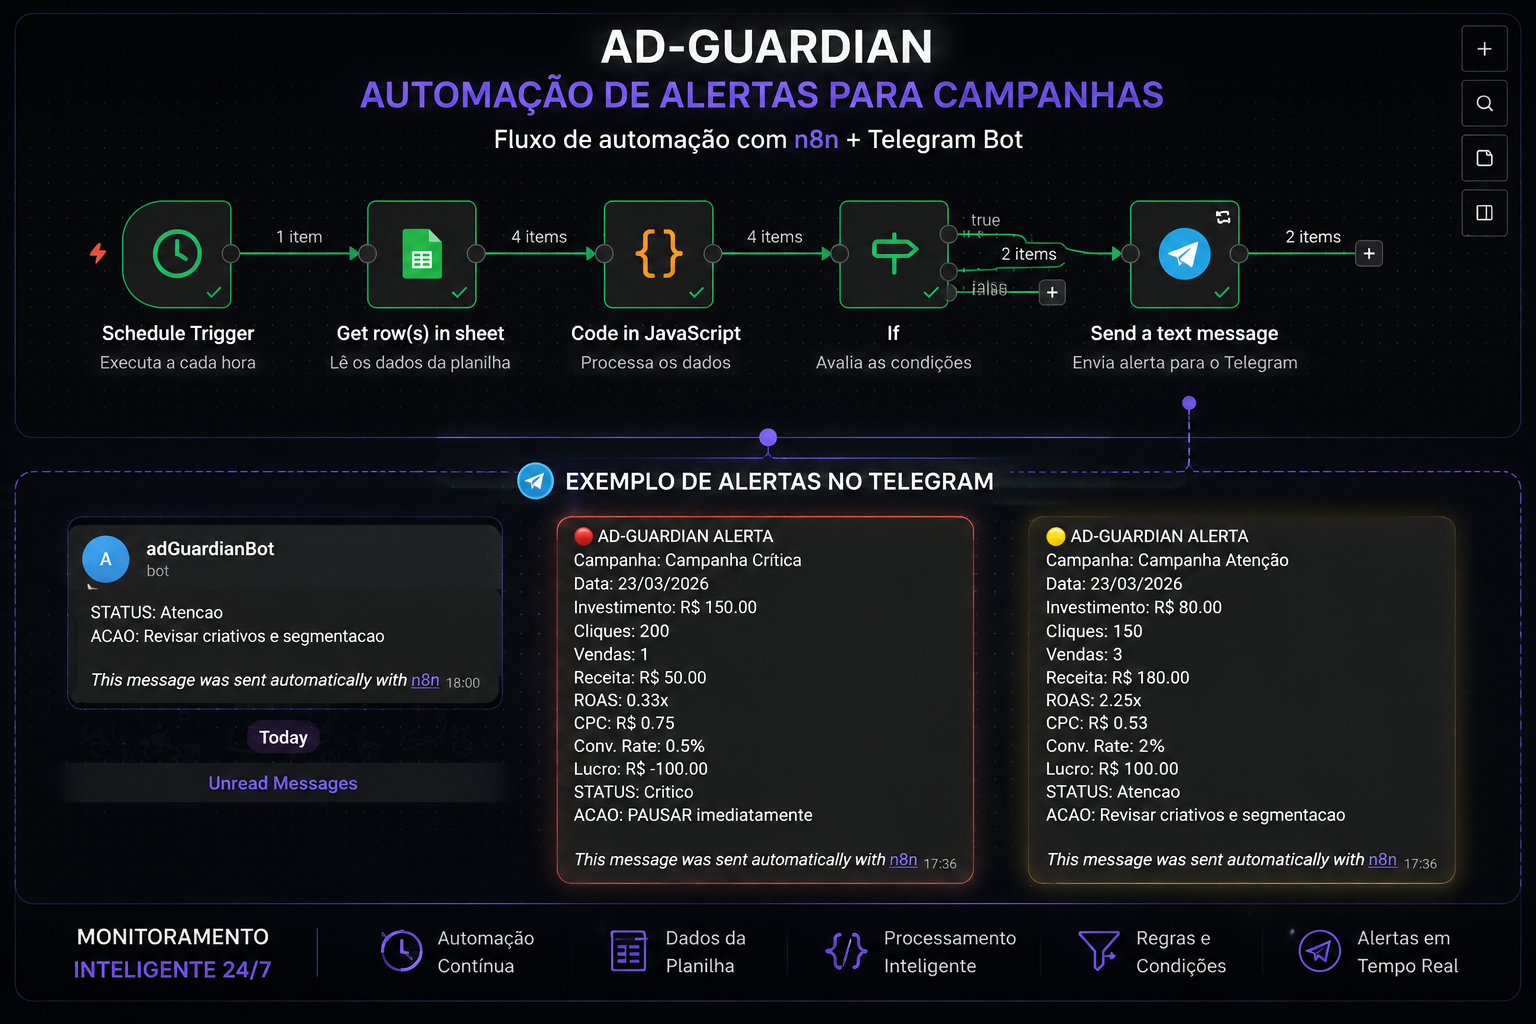 AD-GUARDIAN
AUTOMAÇÃO DE ALERTAS PARA CAMPANHAS
Fluxo de automação com n8n + Telegram Bot
1 item
4 items
4 items
true
2 items
false
2 items
Schedule Trigger
Executa a cada hora
Get row(s) in sheet
Lê os dados da planilha
Code in JavaScript
Processa os dados
If
Avalia as condições
Send a text message
Envia alerta para o Telegram
EXEMPLO DE ALERTAS NO TELEGRAM
A
adGuardianBot
bot
STATUS: Atencao
ACAO: Revisar criativos e segmentacao
This message was sent automatically with n8n 18:00
Today
Unread Messages
AD-GUARDIAN ALERTA
Campanha: Campanha Crítica
Data: 23/03/2026
Investimento: R$ 150.00
Cliques: 200
Vendas: 1
Receita: R$ 50.00
ROAS: 0.33x
CPC: R$ 0.75
Conv. Rate: 0.5%
Lucro: R$ -100.00
STATUS: Critico
ACAO: PAUSAR imediatamente
This message was sent automatically with n8n 17:36
AD-GUARDIAN ALERTA
Campanha: Campanha Atenção
Data: 23/03/2026
Investimento: R$ 80.00
Cliques: 150
Vendas: 3
Receita: R$ 180.00
ROAS: 2.25x
CPC: R$ 0.53
Conv. Rate: 2%
Lucro: R$ 100.00
STATUS: Atencao
ACAO: Revisar criativos e segmentacao
This message was sent automatically with n8n 17:36
MONITORAMENTO
INTELIGENTE 24/7
Automação
Contínua
Dados da
Planilha
Processamento
Inteligente
Regras e
Condições
Alertas em
Tempo Real